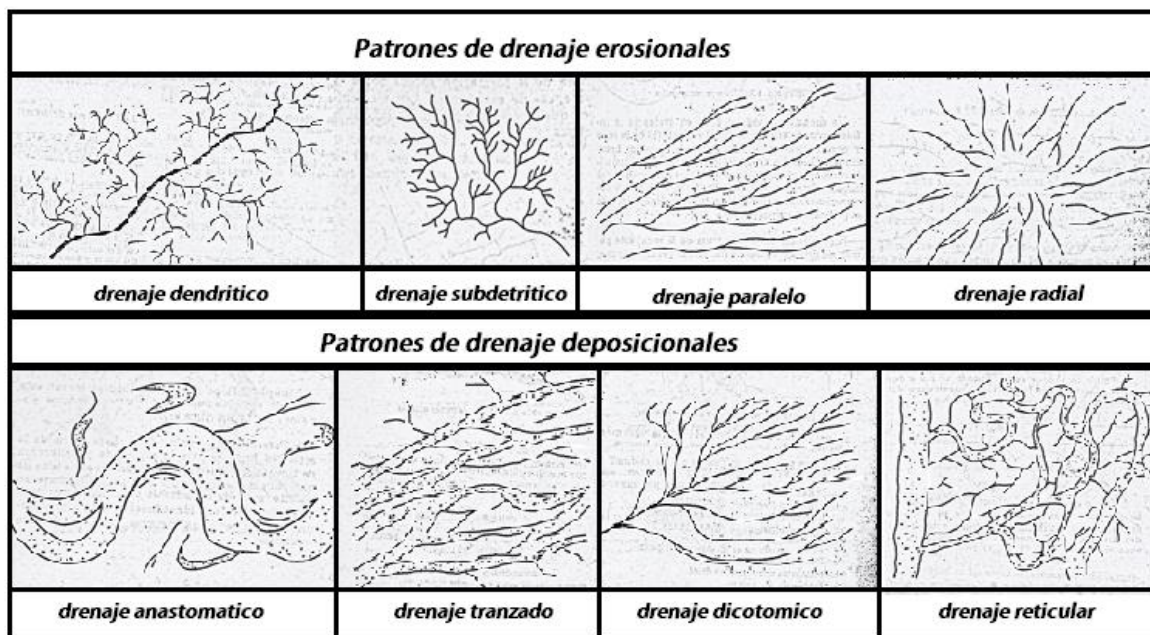 Patrones de drenaje erosionales
drenaje dendritico
drenaje subdetritico
drenaje paralelo
drenaje radial
Patrones de drenaje deposicionales
drenaje anastomatico
drenaje tranzado
drenaje dicotomico
drenaje reticular